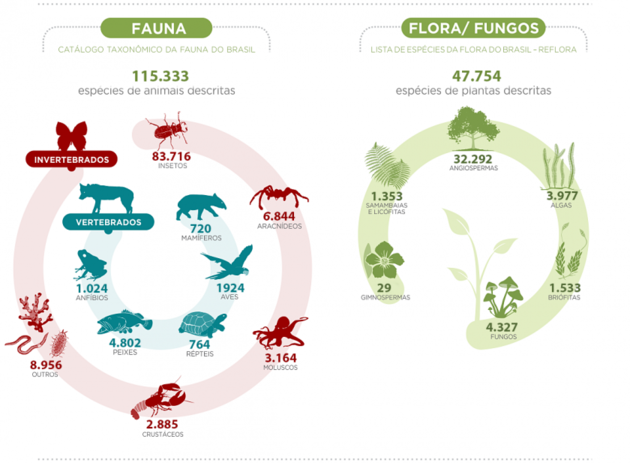 FAUNA
CATÁLOGO TAXONÔMICO DA FAUNA DO BRASIL
115.333
espécies de animais descritas
INVERTEBRADOS
83.716
INSETOS
VERTEBRADOS
720
MAMÍFEROS
6.844
ARACNÍDEOS
1.024
ANFÍBIOS
1924
AVES
4.802
PEIXES
764
RÉPTEIS
8.956
OUTROS
3.164
MOLUSCOS
2.885
CRUSTÁCEOS
FLORA/ FUNGOS
LISTA DE ESPÉCIES DA FLORA DO BRASIL - REFLORA
47.754
espécies de plantas descritas
32.292
ANGIOSPERMAS
1.353
SAMAMBAIAS
E LICÓFITAS
3.977
ALGAS
29
GIMNOSPERMAS
1.533
BRIÓFITAS
4.327
FUNGOS